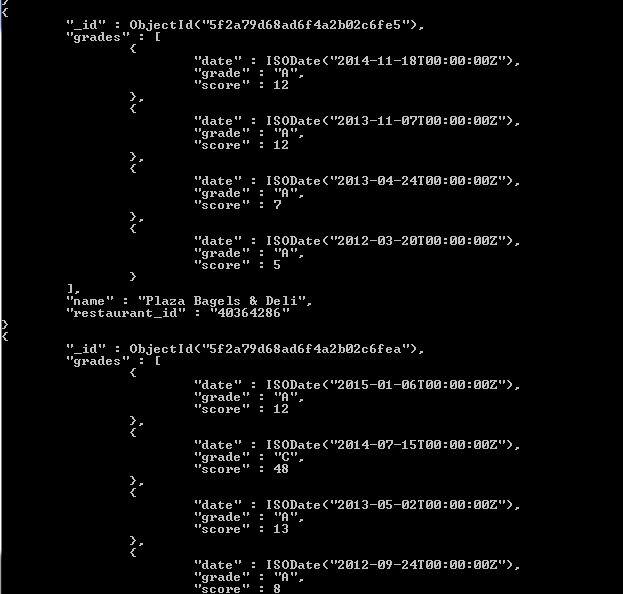 }
{
"_id" : ObjectId("5f2a79d68ad6f4a2b02c6fe5"),
"grades" : [
{
"date" : ISODate("2014-11-18T00:00:00Z"),
"grade" : "A",
"score" : 12
},
{
"date" : ISODate("2013-11-07T00:00:00Z"),
"grade" : "A",
"score" : 12
},
{
"date" : ISODate("2013-04-24T00:00:00Z"),
"grade" : "A",
"score" : 7
},
{
"date" : ISODate("2012-03-20T00:00:00Z"),
"grade" : "A",
"score" : 5
}
],
"name" : "Plaza Bagels & Deli",
"restaurant_id" : "40364286"
}
{
"_id" : ObjectId("5f2a79d68ad6f4a2b02c6fea"),
"grades" : [
{
"date" : ISODate("2015-01-06T00:00:00Z"),
"grade" : "A",
"score" : 12
},
{
"date" : ISODate("2014-07-15T00:00:00Z"),
"grade" : "C",
"score" : 48
},
{
"date" : ISODate("2013-05-02T00:00:00Z"),
"grade" : "A",
"score" : 13
},
{
"date" : ISODate("2012-09-24T00:00:00Z"),
"grade" : "A",
"score" : 8